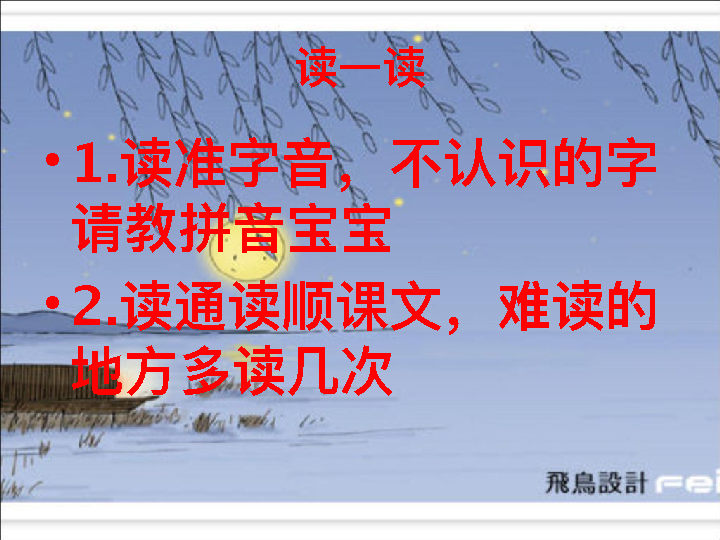 读一读
• 1.读准字音，不认识的字
请教拼音宝宝
• 2.读通读顺课文，难读的
地方多读几次
飛鳥設計 Fei